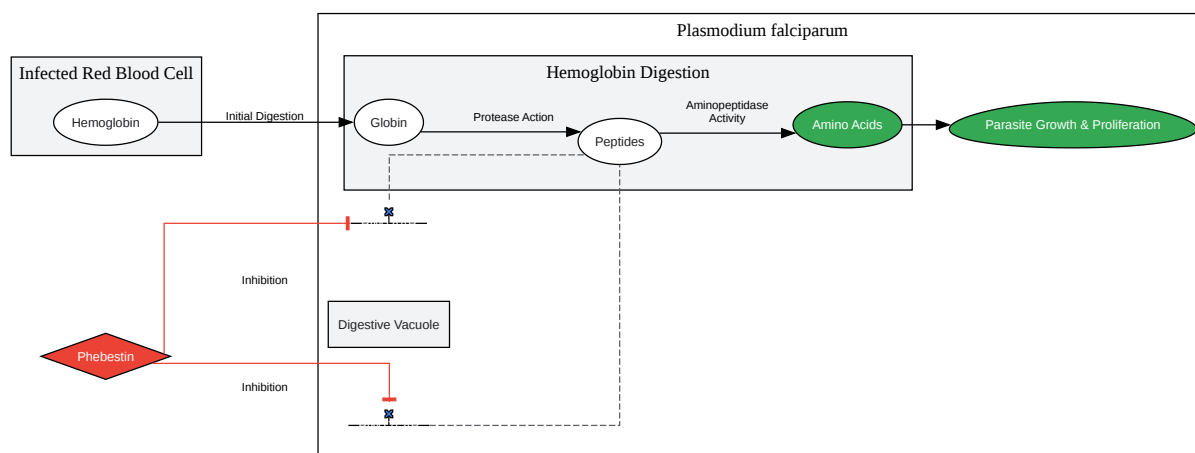 Plasmodium falciparum
Infected Red Blood Cell
Hemoglobin Digestion
Hemoglobin
Initial Digestion
Globin
Protease Action
Peptides
Aminopeptidase
Activity
Amino Acids
Parasite Growth & Proliferation
Inhibition
Digestive Vacuole
Phebestin
Inhibition